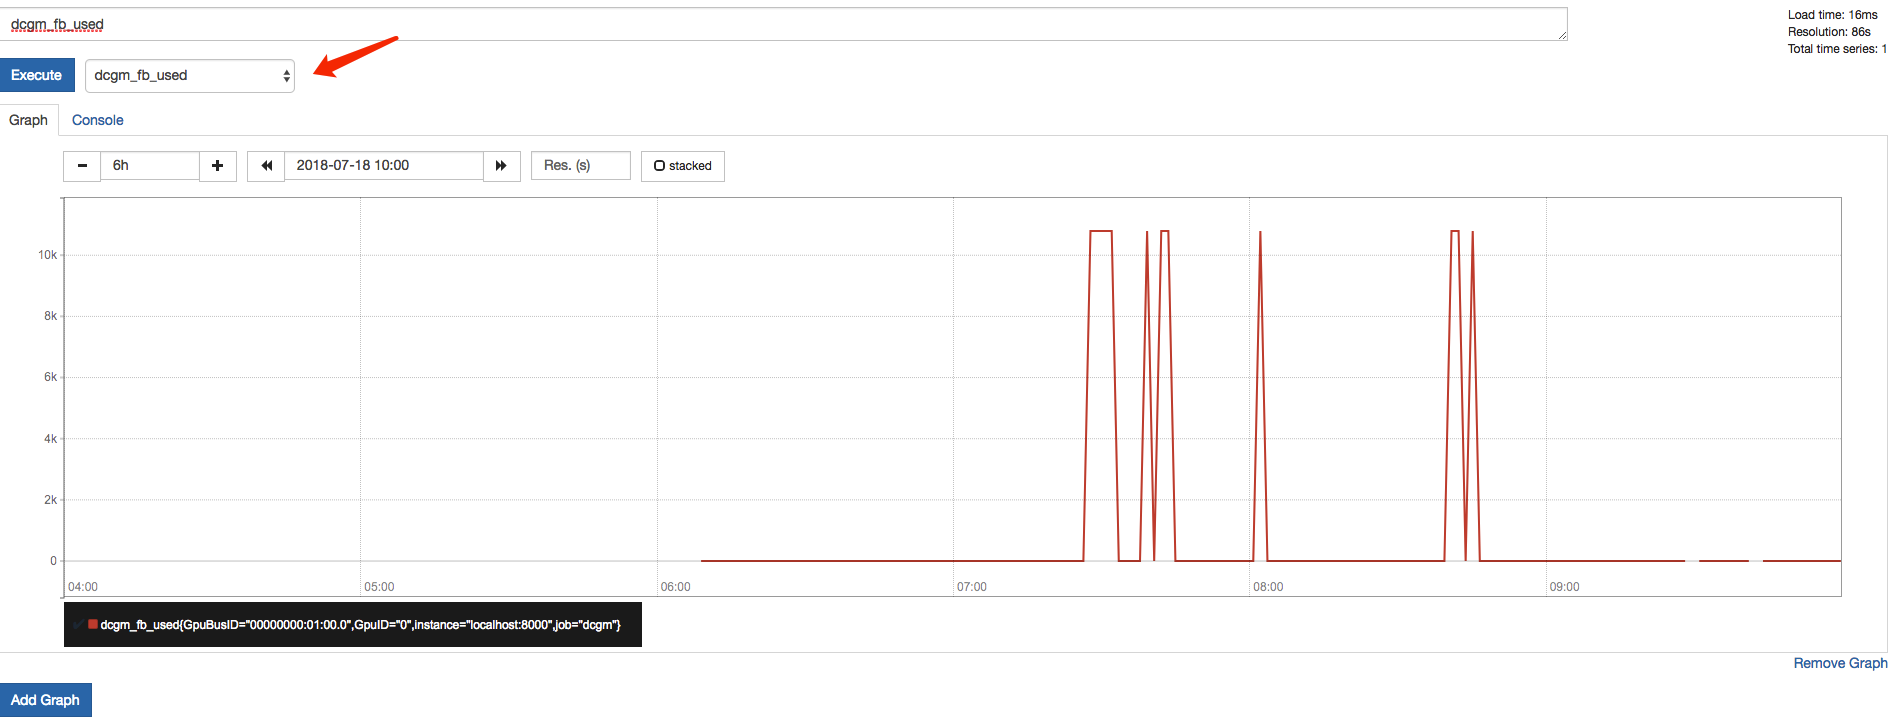 dcgm_fb_used
Load time: 16ms
Resolution: 86s
Total time series: 1
Execute
dcgm_fb_used
Graph
Console
6h
2018-07-18 10:00
Res. (s)
stacked
10k
8k
6k
4k
2k
0
04:00 05:00 06:00 07:00 08:00 09:00
dcgm_fb_used{GpuBusID="00000000:01:00.0",GpuID="0",instance="localhost:8000",job="dcgm"}
Remove Graph
Add Graph